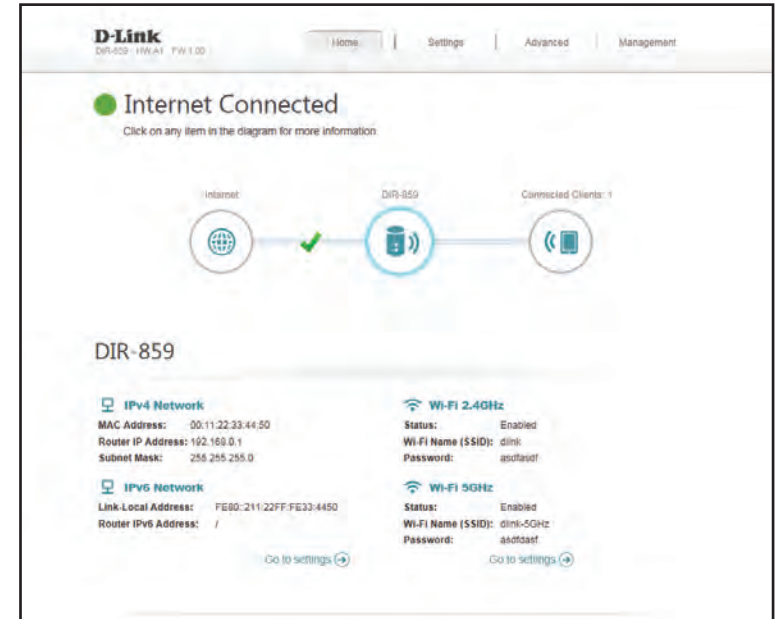 D-Link
DIR-859 HW:A1 FW:1.00
Home
Settings
Advanced
Management
Internet Connected
Click on any item in the diagram for more information
Internet
DIR-859
Connected Clients: 1
DIR-859
IPv4 Network
MAC Address: 00:11:22:33:44:50
Router IP Address: 192.168.0.1
Subnet Mask: 255.255.255.0
IPv6 Network
Link-Local Address: FE80::211:22FF:FE33:4450
Router IPv6 Address: /
Go to settings
Wi-Fi 2.4GHz
Status: Enabled
Wi-Fi Name (SSID): dlink
Password: asdfasdf
Wi-Fi 5GHz
Status: Enabled
Wi-Fi Name (SSID): dlink-5GHz
Password:
Go to settings